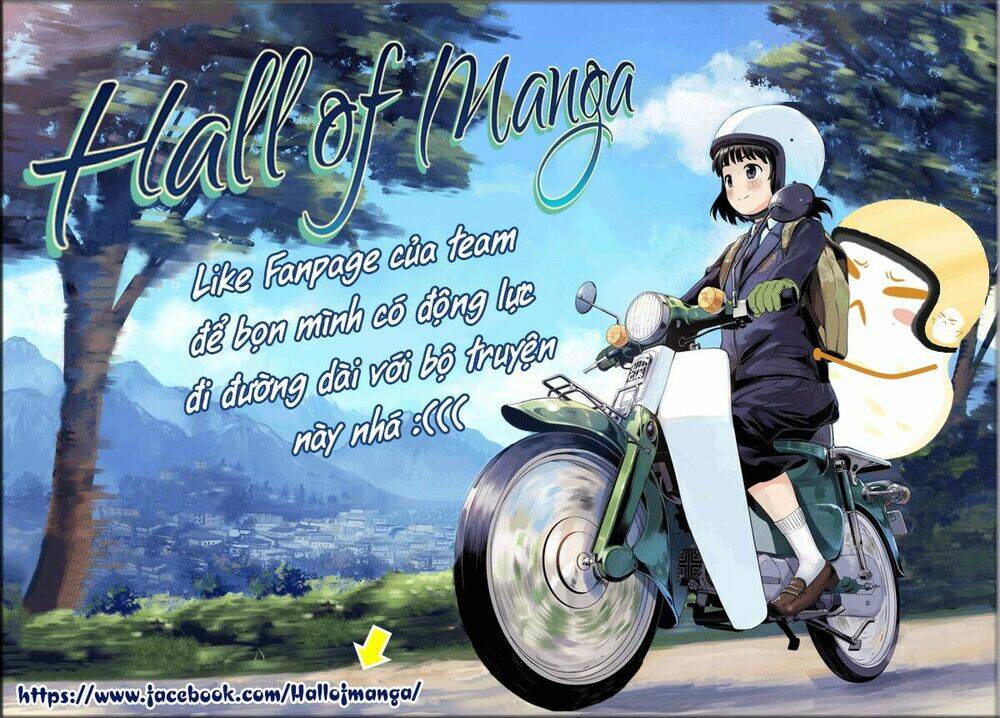 Hall of Manga
Like Fanpage của team
để bọn mình có động lực
đi đường dài với bộ truyện
này nhá :(((
https://www.facebook.com/Hallofmanga/